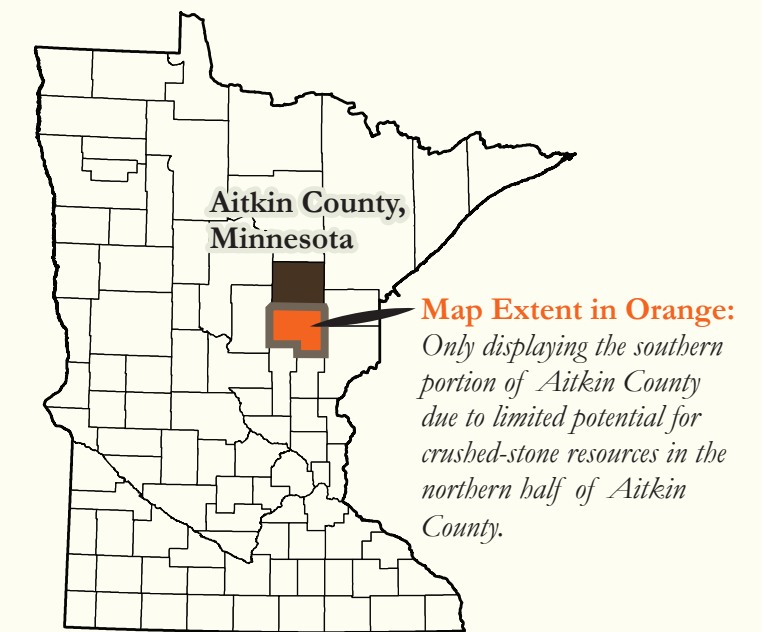 Aitkin County,
Minnesota
Map Extent in Orange:
Only displaying the southern
portion of Aitkin County
due to limited potential for
crushed-stone resources in the
northern half of Aitkin
County.